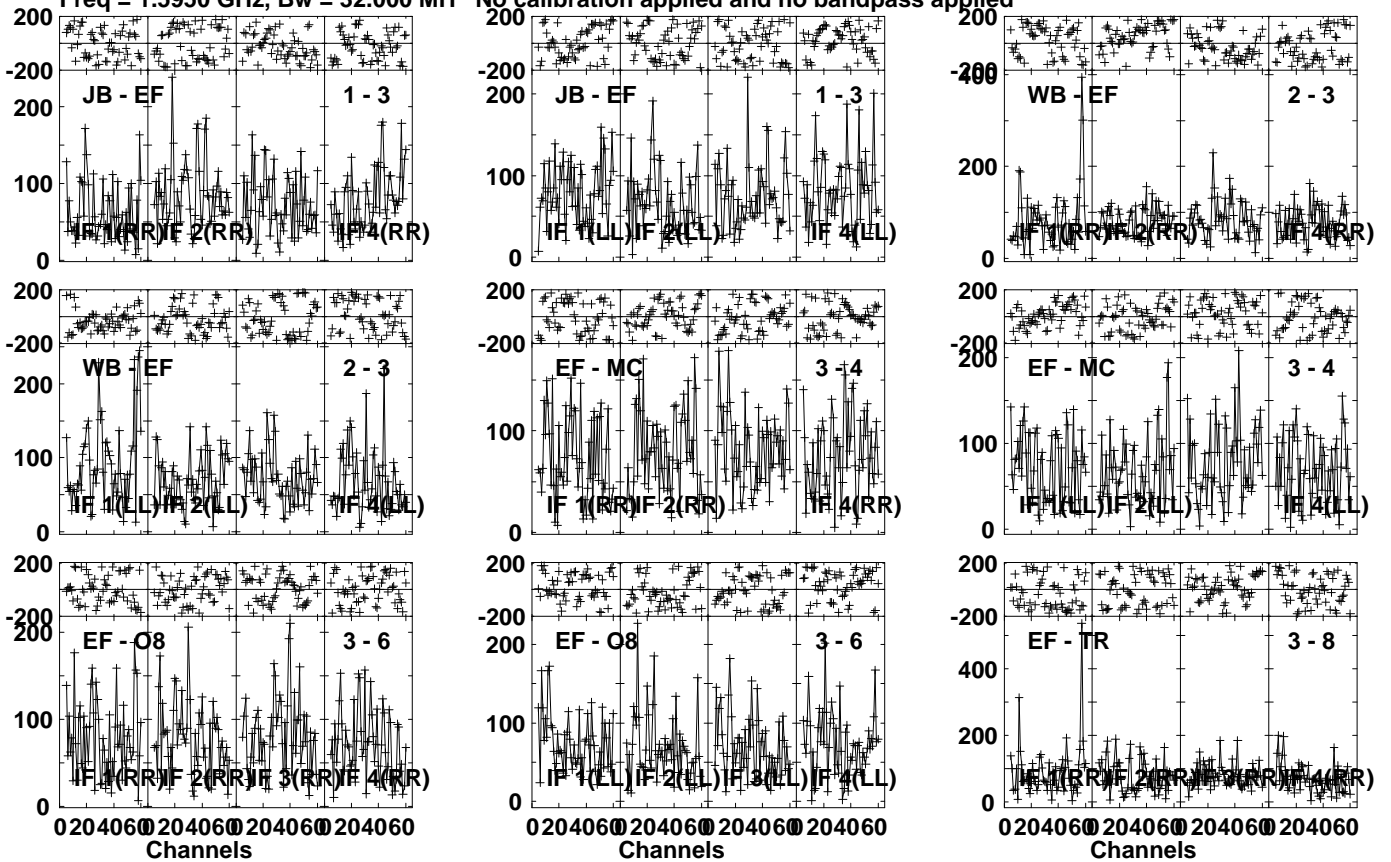 Freq = 1.5950 GHz, Bw = 32.000 MH No calibration applied and no bandpass applied
200 200 200
-200 -200 -200
JB - EF 1 - 3 JB - EF 1 - 3 WB - EF 2 - 3
400
200 200 200
100 100
IF 1(RR) IF 2(RR) IF 4(RR) IF 1(LL) IF 2(LL) IF 4(LL) IF 1(RR) IF 2(RR) IF 4(RR)
0 0 0
200 200 200
-200 -200 -200
WB - EF 2 - 3 EF - MC 3 - 4 EF - MC 3 - 4
200 200
100 100 100
IF 1(LL) IF 2(LL) IF 4(LL) IF 1(RR) IF 2(RR) IF 4(RR) IF 1(LL) IF 2(LL) IF 4(LL)
0 0 0
200 200 200
-200 -200 -200
EF - O8 3 - 6 EF - O8 3 - 6 EF - TR 3 - 8
200 200 400
100 100 200
IF 1(RR) IF 2(RR) IF 3(RR) IF 4(RR) IF 1(LL) IF 2(LL) IF 3(LL) IF 4(LL) IF 1(RR) IF 2(RR) IF 3(RR) IF 4(RR)
0 0 0
0 20 40 60 0 20 40 60 0 20 40 60 0 20 40 60 0 20 40 60 0 20 40 60 0 20 40 60 0 20 40 60 0 20 40 60 0 20 40 60 0 20 40 60 0 20 40 60
Channels Channels Channels